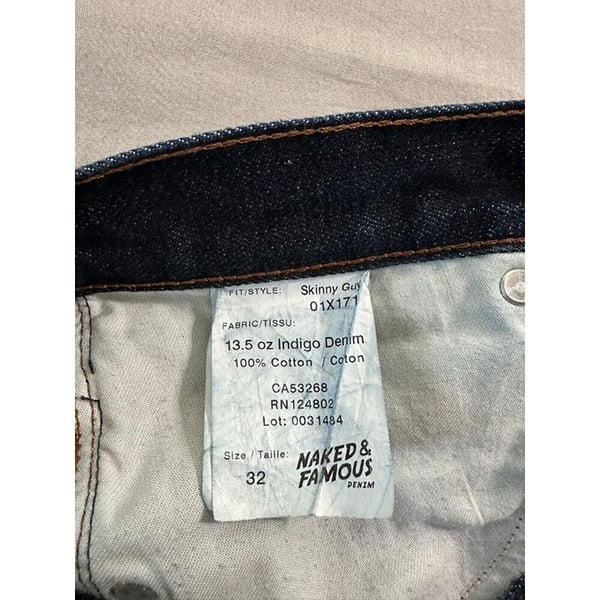 FIT/STYLE: Skinny Guy
01X171
FABRIC/TISSU:
13.5 oz Indigo Denim
100% Cotton / Coton
CA53268
RN124802
Lot: 0031484
Size / Taille:
32
NAKED &
FAMOUS
DENIM